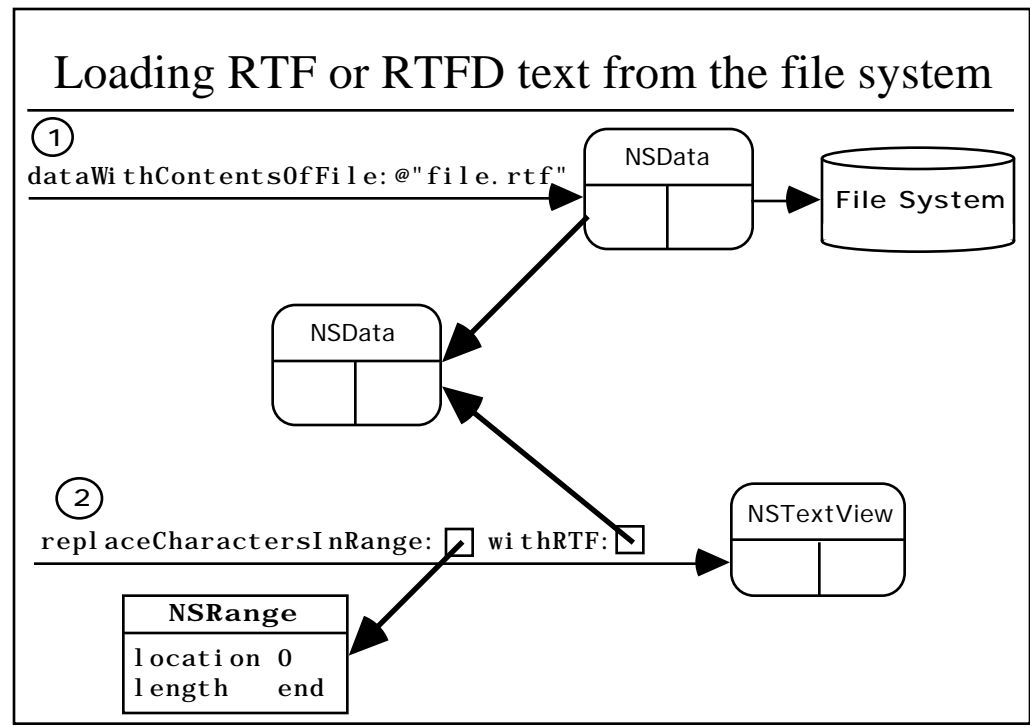 Loading RTF or RTFD text from the file system
1
dataWithContentsOfFile:@"file.rtf"
NSData
File System
NSData
2
replaceCharactersInRange: withRTF:
NSTextView
NSRange
location 0
length end